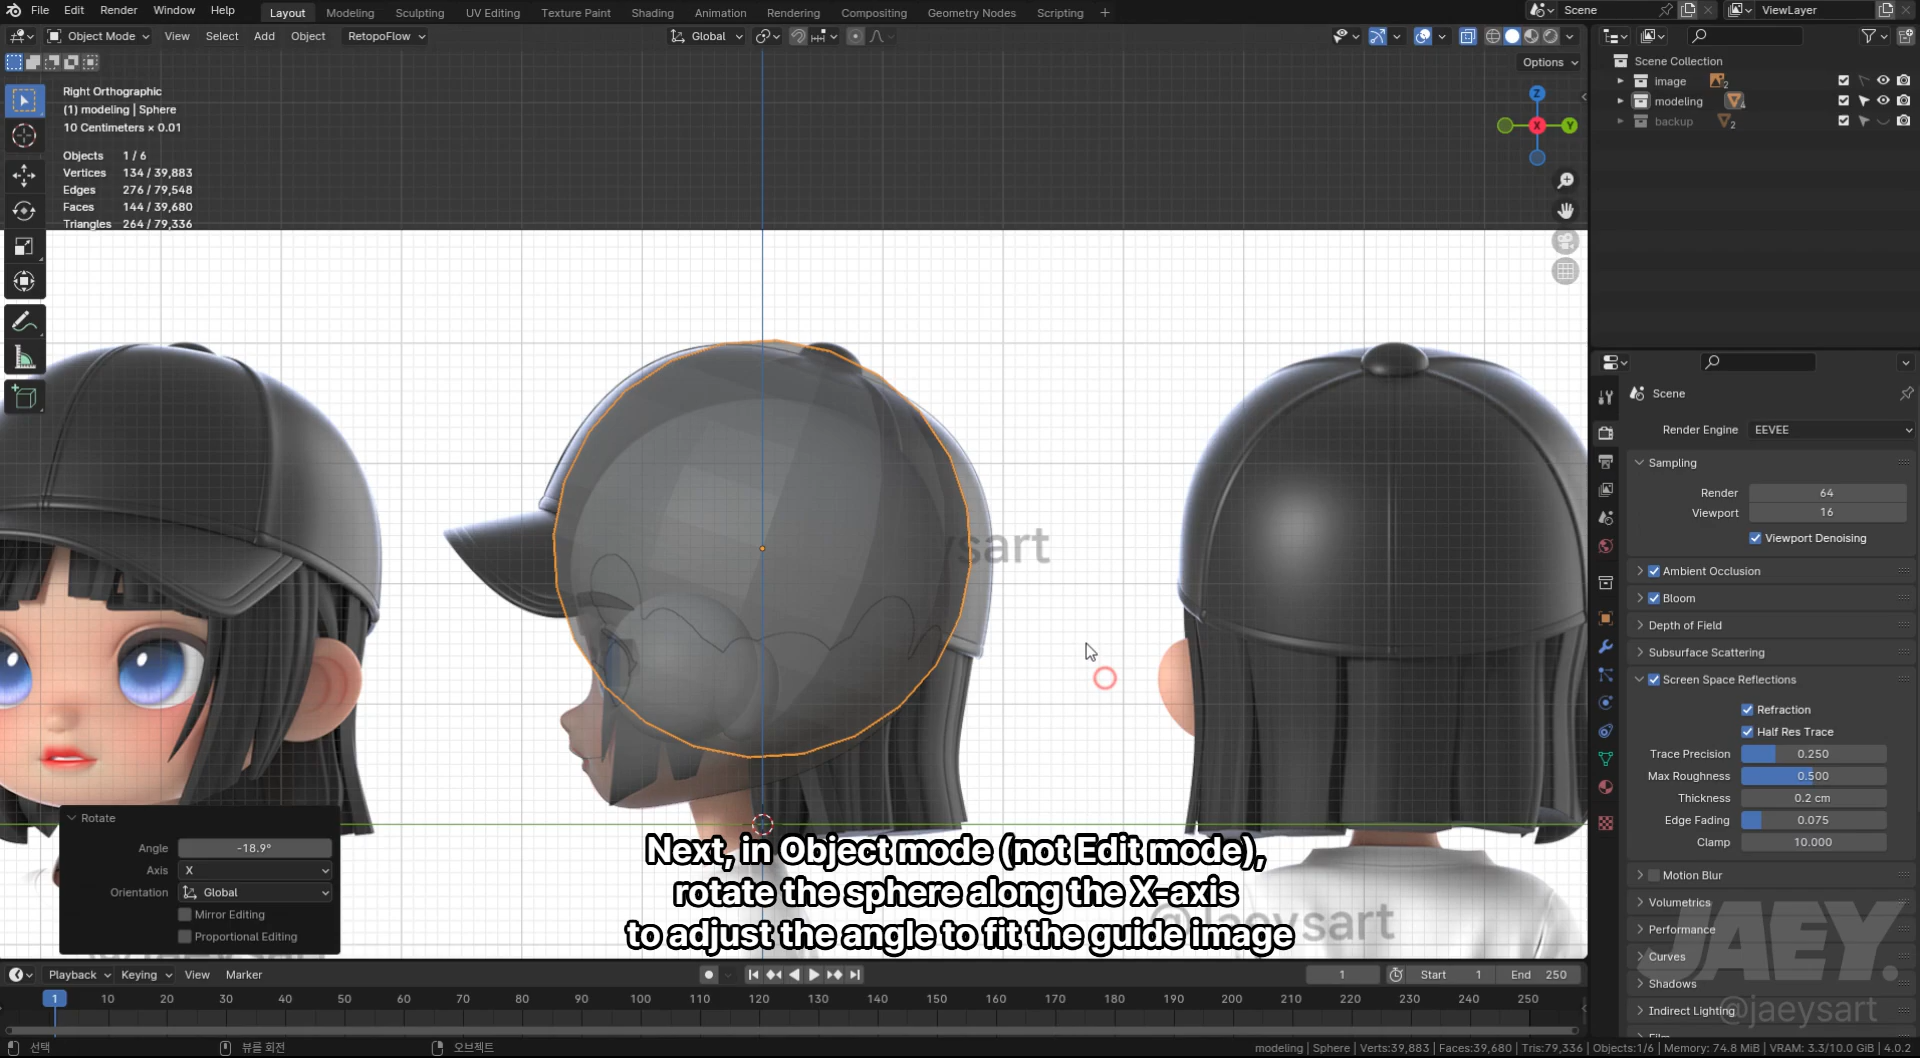 File Edit Render Window Help Layout Modeling Sculpting UV Editing Texture Paint Shading Animation Rendering Compositing Geometry Nodes Scripting + Scene ViewLayer
Object Mode View Select Add Object RetopoFlow Global
Options
Right Orthographic
(1) modeling | Sphere
10 Centimeters × 0.01
Objects 1 / 6
Vertices 134 / 39,883
Edges 276 / 79,548
Faces 144 / 39,680
Triangles 264 / 79,336
Z
X
Y
Scene Collection
image 2
modeling 4
backup 2
ysart
Scene
Render Engine EEVEE
Sampling
Render 64
Viewport 16
Viewport Denoising
Ambient Occlusion
Bloom
Depth of Field
Subsurface Scattering
Screen Space Reflections
Refraction
Half Res Trace
Trace Precision 0.250
Max Roughness 0.500
Thickness 0.2 cm
Edge Fading 0.075
Clamp 10.000
Motion Blur
Volumetrics
Performance
Curves
Shadows
Indirect Lighting
JAEY.
@jaeysart
Rotate
Angle -18.9°
Axis X
Orientation Global
Mirror Editing
Proportional Editing
Next, in Object mode (not Edit mode),
rotate the sphere along the X-axis
to adjust the angle to fit the guide image
@jaeysart
Playback Keying View Marker 1 Start 1 End 250
1 10 20 30 40 50 60 70 80 90 100 110 120 130 140 150 160 170 180 190 200 210 220 230 240 250
선택 뷰를 회전 오브젝트
modeling | Sphere | Verts:39,883 | Faces:39,680 | Tris:79,336 | Objects:1/6 | Memory: 74.8 MiB | VRAM: 3.3/10.0 GiB | 4.0.2